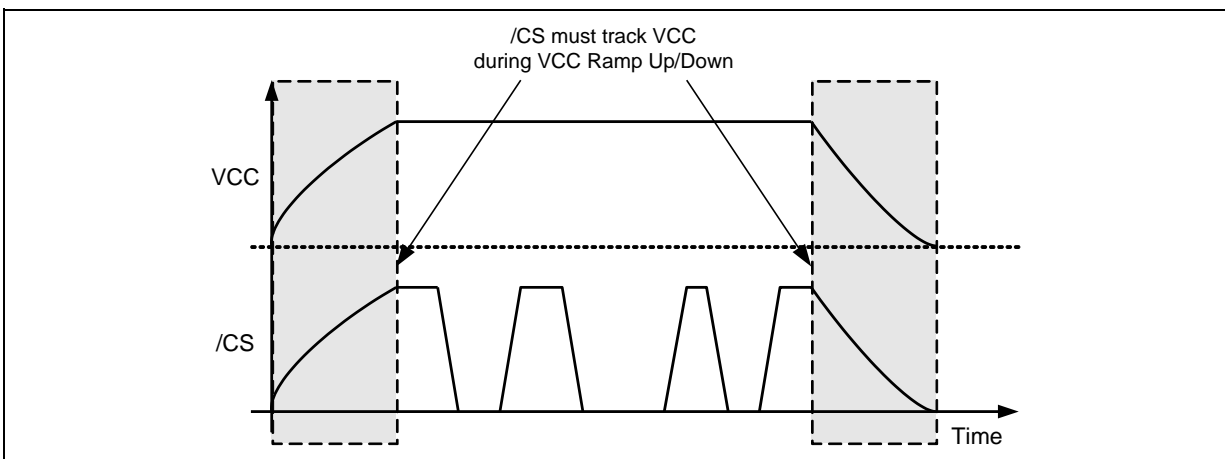 /CS must track VCC
during VCC Ramp Up/Down
VCC
/CS
Time